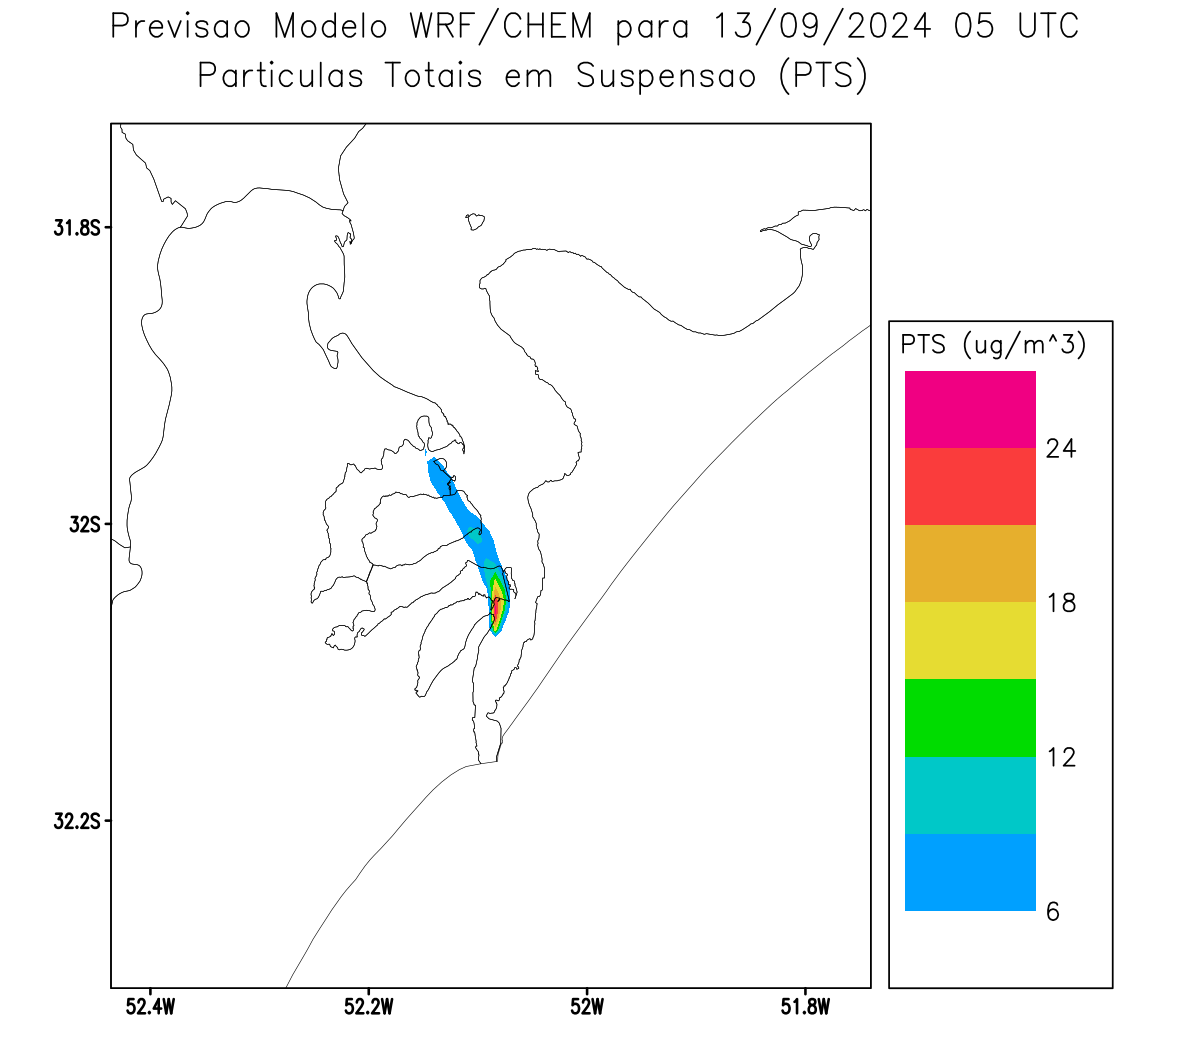 Previsao Modelo WRF/CHEM para 13/09/2024 05 UTC
Particulas Totais em Suspensao (PTS)
31.8S
32S
32.2S
52.4W
52.2W
52W
51.8W
PTS (ug/m^3)
24
18
12
6